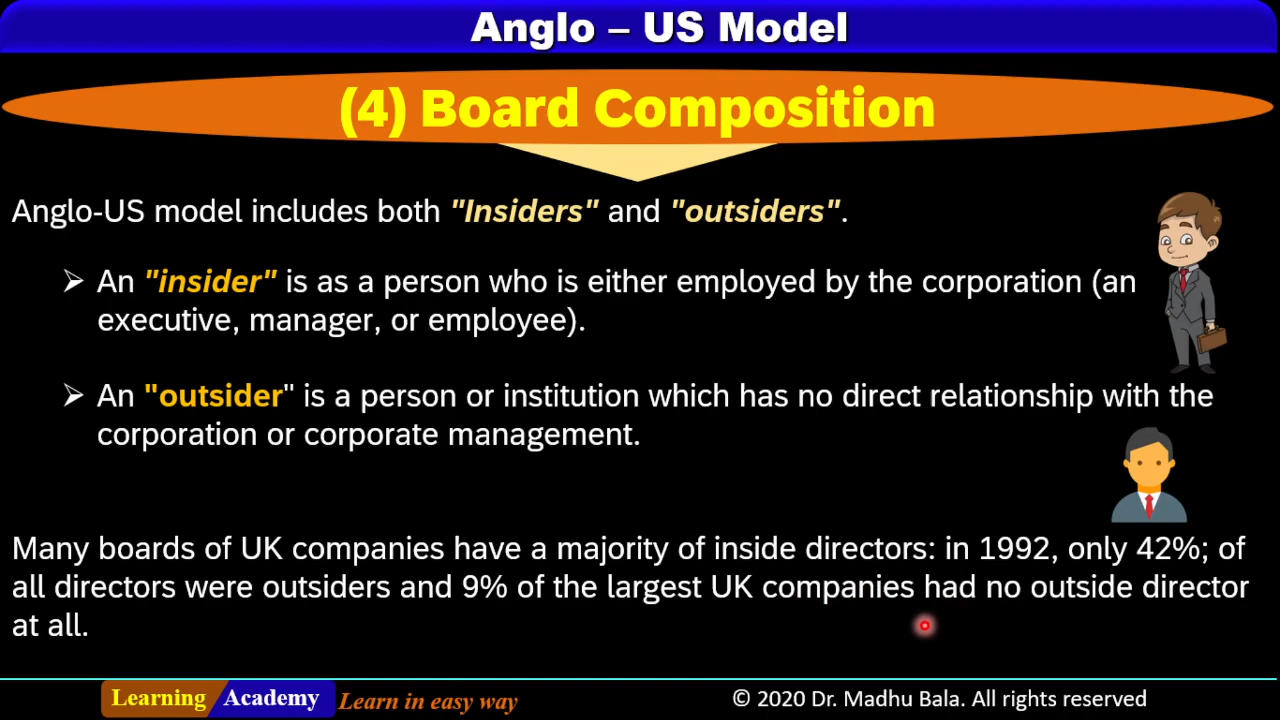 Anglo – US Model
(4) Board Composition
Anglo-US model includes both "Insiders" and "outsiders".
➢ An "insider" is as a person who is either employed by the corporation (an
executive, manager, or employee).
➢ An "outsider" is a person or institution which has no direct relationship with the
corporation or corporate management.
Many boards of UK companies have a majority of inside directors: in 1992, only 42%; of
all directors were outsiders and 9% of the largest UK companies had no outside director
at all.
Learning Academy Learn in easy way © 2020 Dr. Madhu Bala. All rights reserved